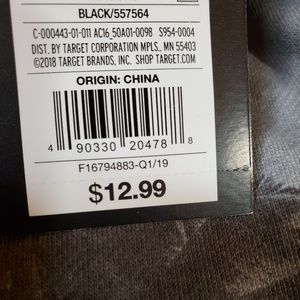 BLACK/557564
C-000443-01-011 AC16_50A01-0098 S954-0004
DIST. BY TARGET CORPORATION MPLS., MN 55403
©2018 TARGET BRANDS, INC. SHOP TARGET.COM
ORIGIN: CHINA
4 90330 20478 8
F16794883-Q1/19
$12.99